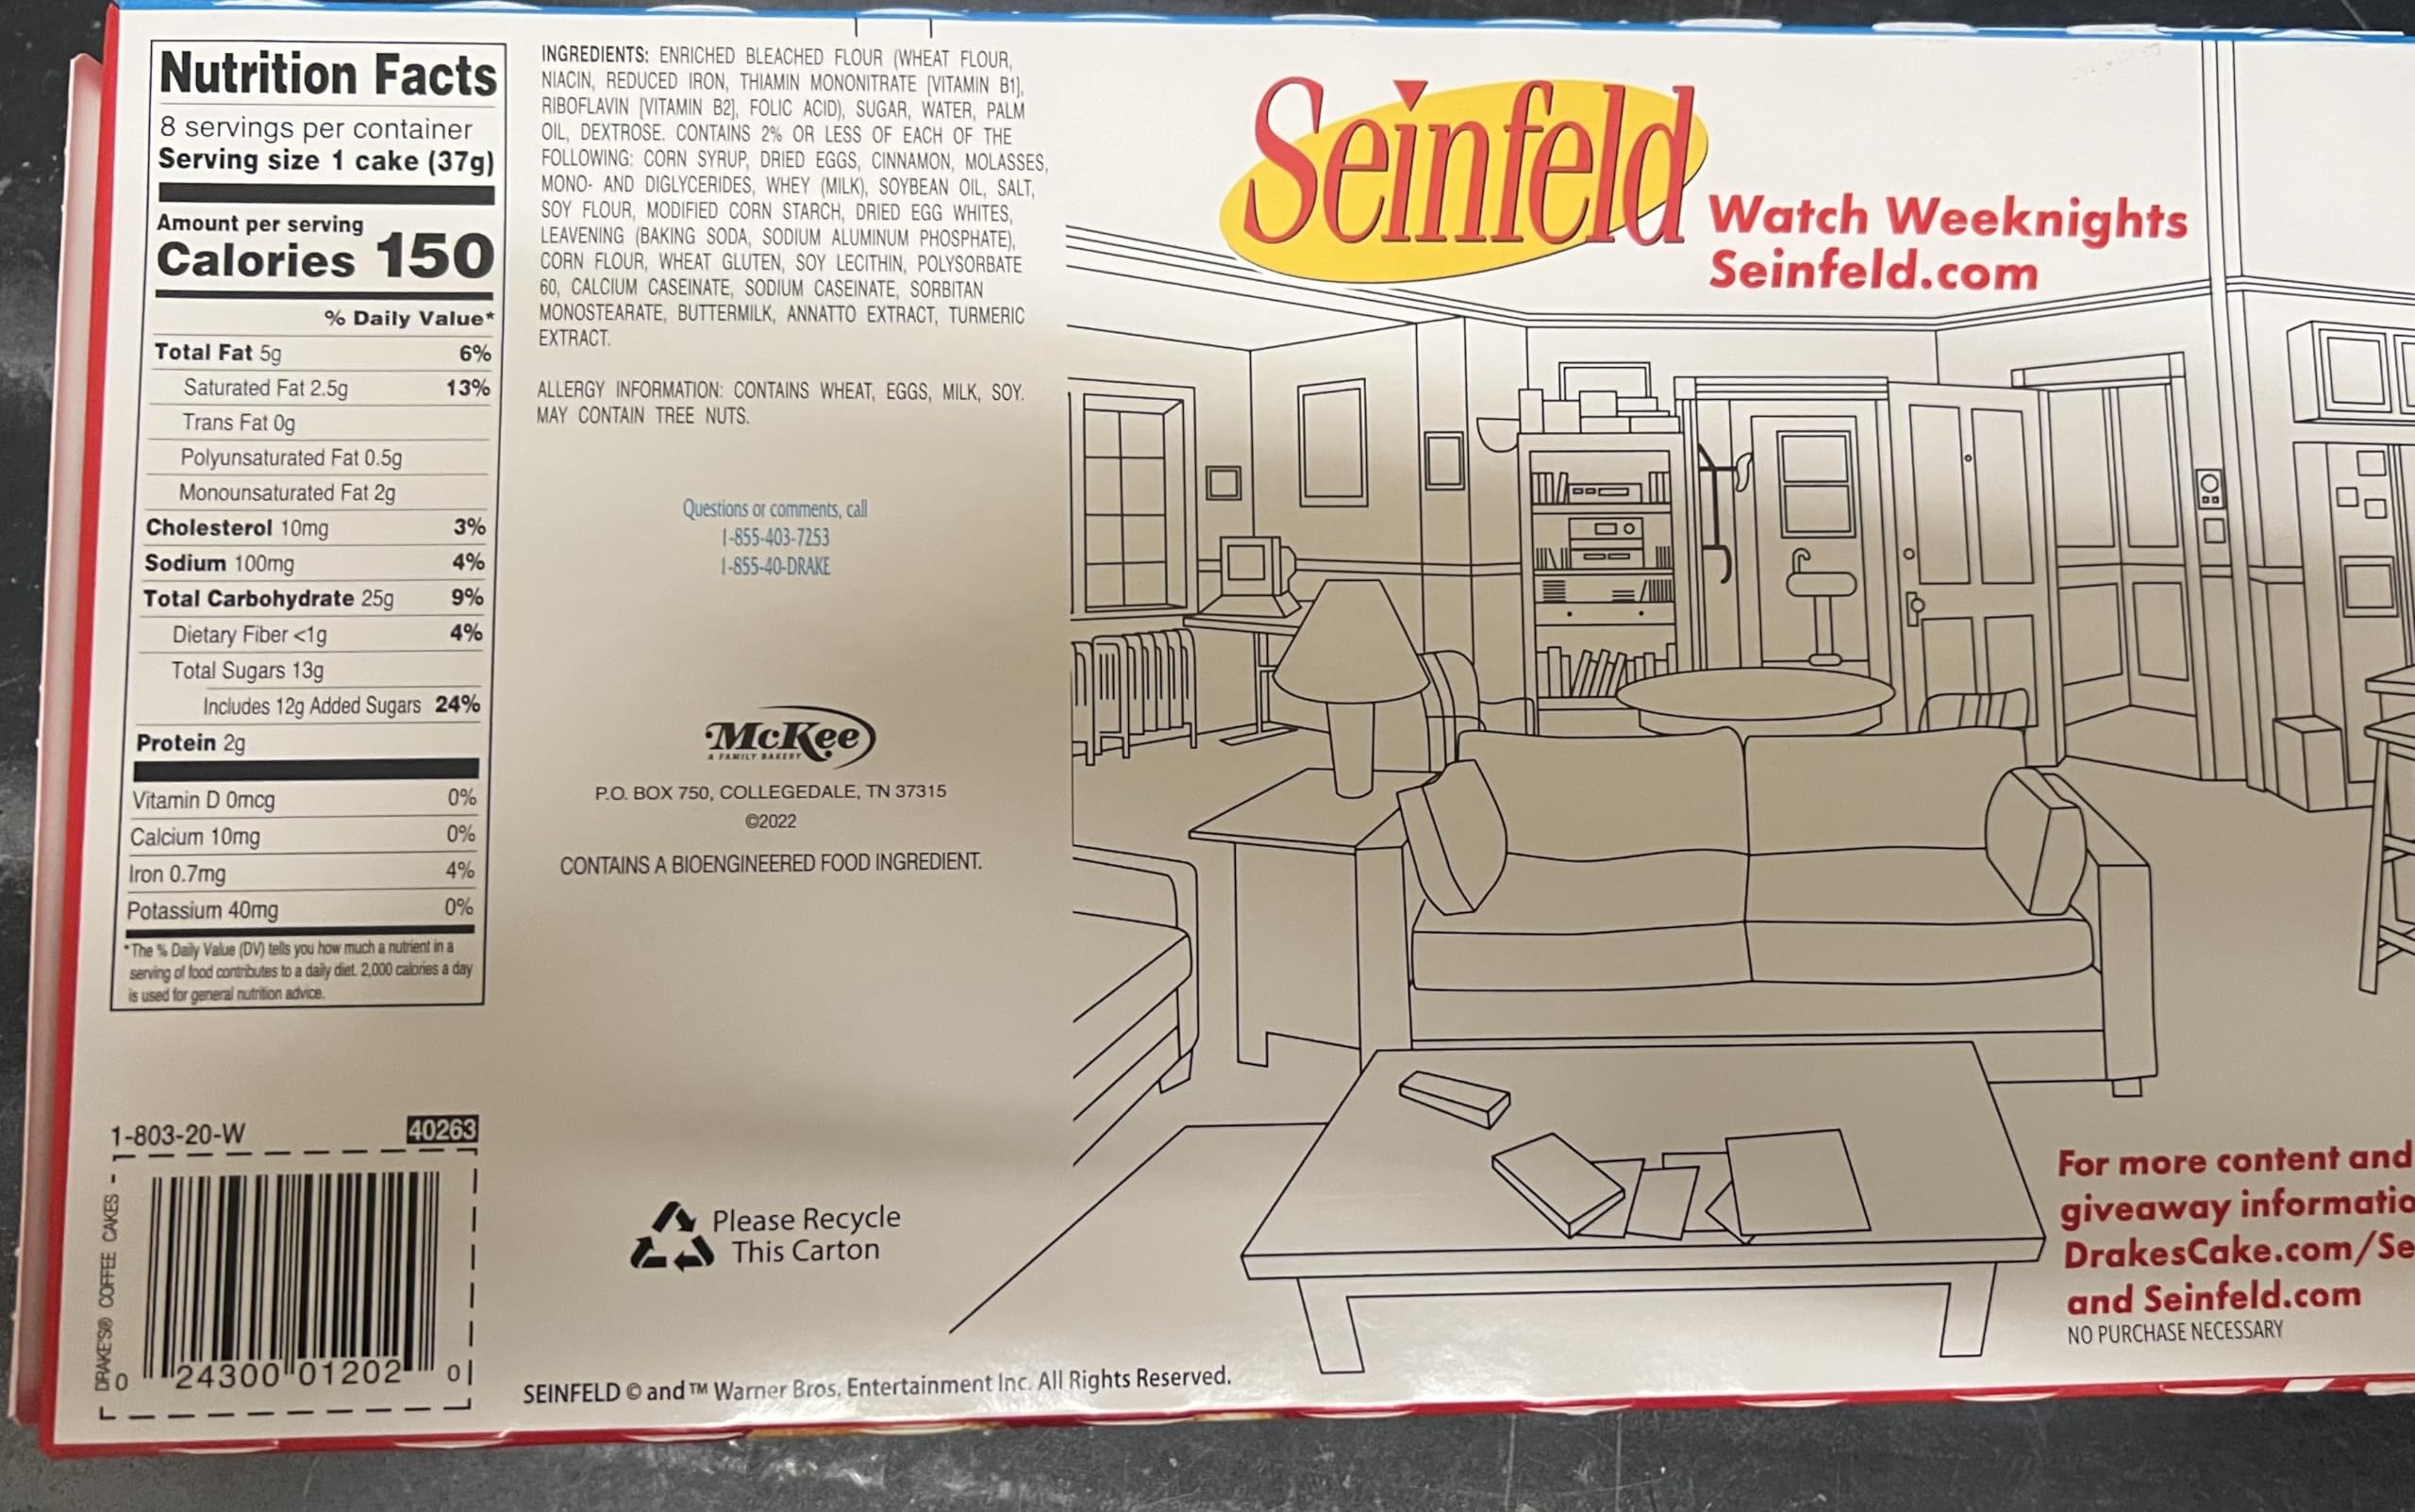 Nutrition Facts
8 servings per container
Serving size 1 cake (37g)
Amount per serving
Calories 150
% Daily Value*
Total Fat 5g 6%
Saturated Fat 2.5g 13%
Trans Fat 0g
Polyunsaturated Fat 0.5g
Monounsaturated Fat 2g
Cholesterol 10mg 3%
Sodium 100mg 4%
Total Carbohydrate 25g 9%
Dietary Fiber <1g 4%
Total Sugars 13g
Includes 12g Added Sugars 24%
Protein 2g
Vitamin D 0mcg 0%
Calcium 10mg 0%
Iron 0.7mg 4%
Potassium 40mg 0%
*The % Daily Value (DV) tells you how much a nutrient in a
serving of food contributes to a daily diet. 2,000 calories a day
is used for general nutrition advice.
1-803-20-W 40263
DRAKE'S® COFFEE CAKES
0 24300 01202 0
INGREDIENTS: ENRICHED BLEACHED FLOUR (WHEAT FLOUR,
NIACIN, REDUCED IRON, THIAMIN MONONITRATE [VITAMIN B1],
RIBOFLAVIN [VITAMIN B2], FOLIC ACID), SUGAR, WATER, PALM
OIL, DEXTROSE. CONTAINS 2% OR LESS OF EACH OF THE
FOLLOWING: CORN SYRUP, DRIED EGGS, CINNAMON, MOLASSES,
MONO- AND DIGLYCERIDES, WHEY (MILK), SOYBEAN OIL, SALT,
SOY FLOUR, MODIFIED CORN STARCH, DRIED EGG WHITES,
LEAVENING (BAKING SODA, SODIUM ALUMINUM PHOSPHATE),
CORN FLOUR, WHEAT GLUTEN, SOY LECITHIN, POLYSORBATE
60, CALCIUM CASEINATE, SODIUM CASEINATE, SORBITAN
MONOSTEARATE, BUTTERMILK, ANNATTO EXTRACT, TURMERIC
EXTRACT.
ALLERGY INFORMATION: CONTAINS WHEAT, EGGS, MILK, SOY.
MAY CONTAIN TREE NUTS.
Questions or comments, call
1-855-403-7253
1-855-40-DRAKE
McKee
A FAMILY BAKERY
P.O. BOX 750, COLLEGEDALE, TN 37315
©2022
CONTAINS A BIOENGINEERED FOOD INGREDIENT.
Please Recycle
This Carton
SEINFELD © and ™ Warner Bros. Entertainment Inc. All Rights Reserved.
Seinfeld
Watch Weeknights
Seinfeld.com
For more content and
giveaway informatio
DrakesCake.com/Se
and Seinfeld.com
NO PURCHASE NECESSARY